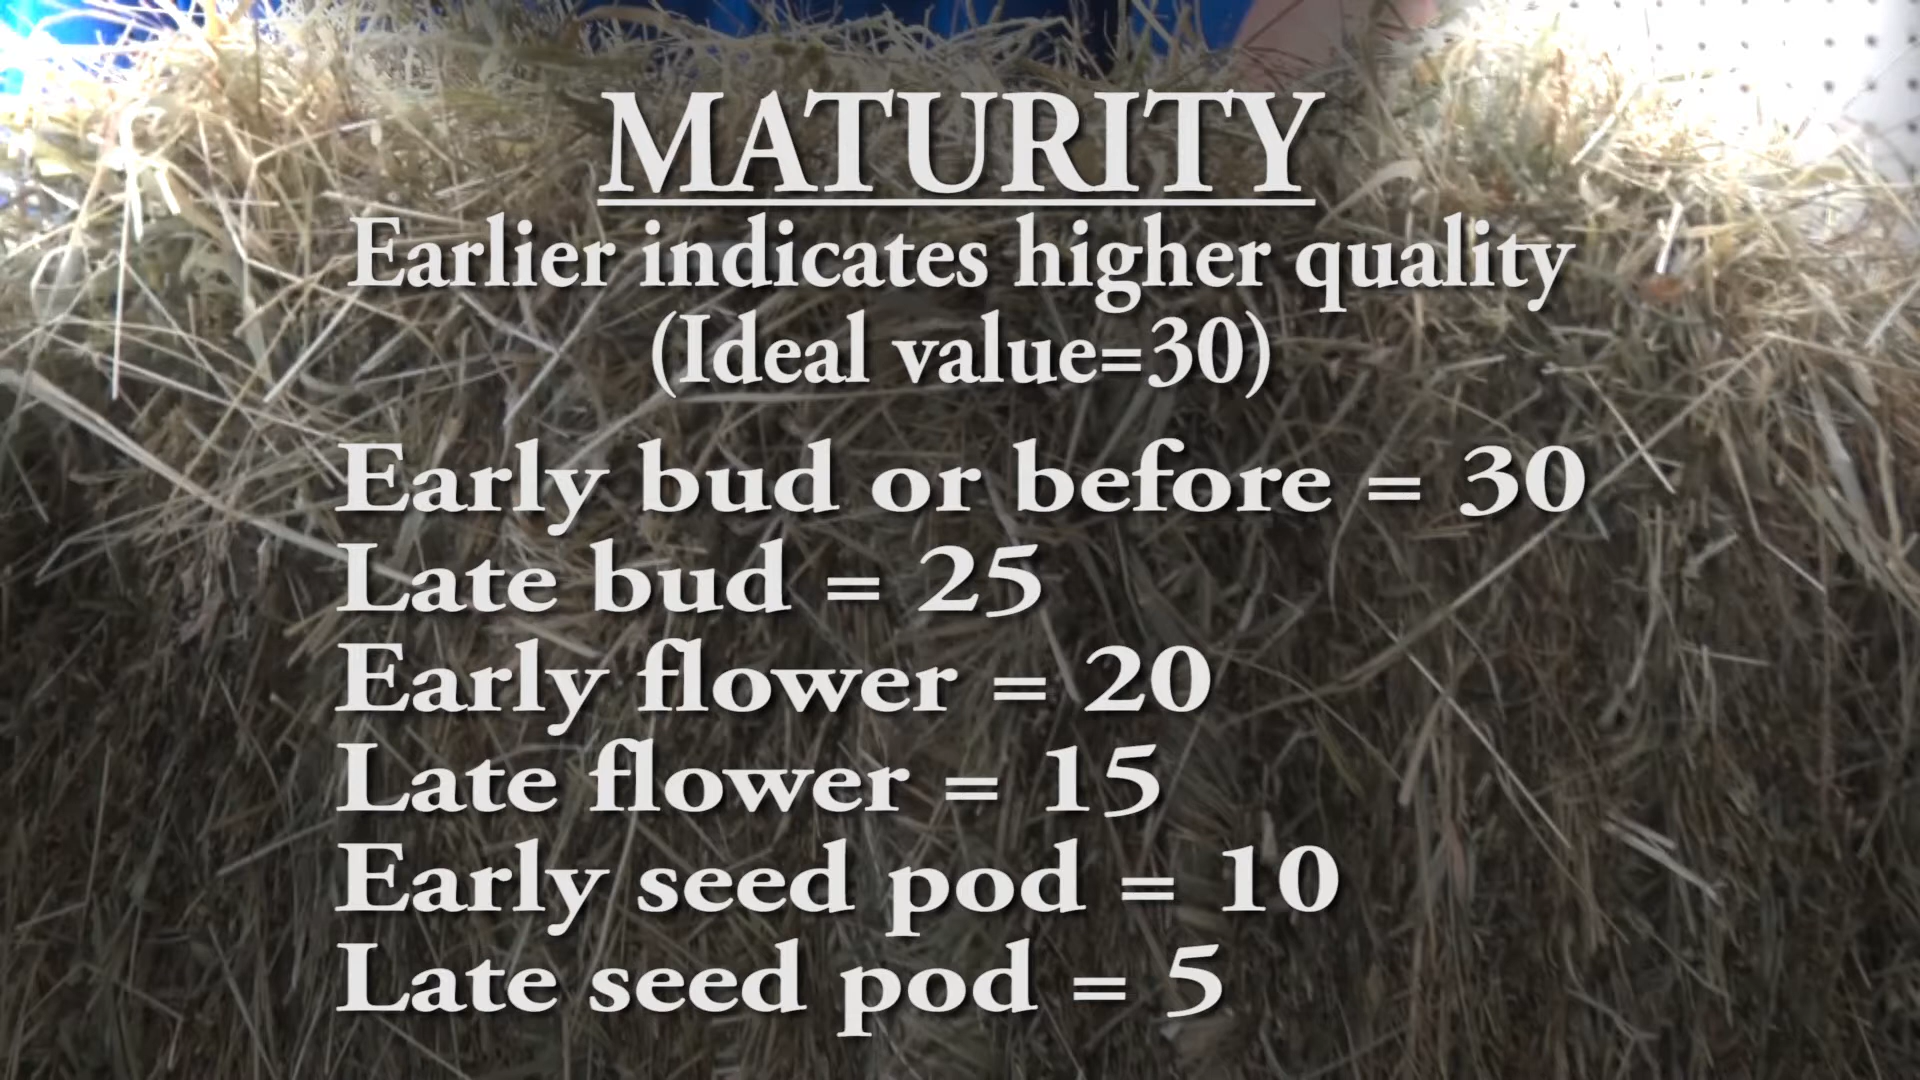 MATURITY
Earlier indicates higher quality
(Ideal value=30)
Early bud or before = 30
Late bud = 25
Early flower = 20
Late flower = 15
Early seed pod = 10
Late seed pod = 5